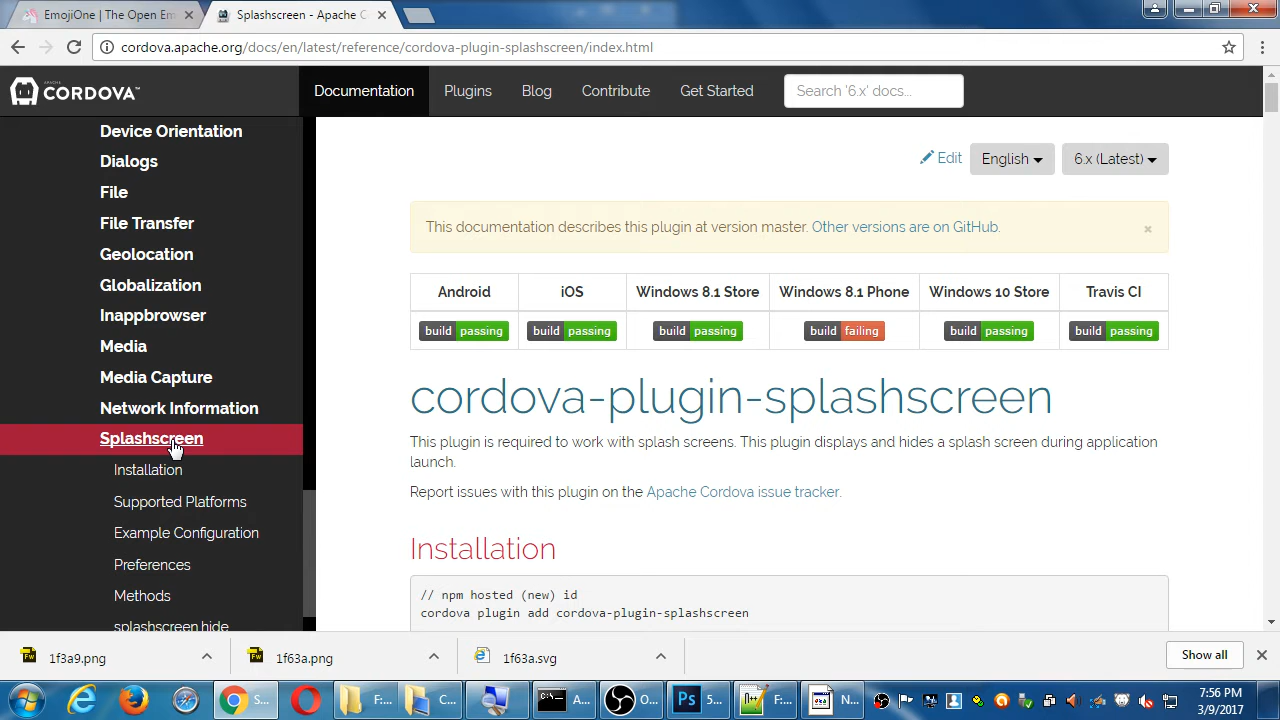 EmojiOne | The Open Em
Splashscreen - Apache C
cordova.apache.org/docs/en/latest/reference/cordova-plugin-splashscreen/index.html
APACHE
CORDOVA™
Documentation
Plugins
Blog
Contribute
Get Started
Search '6.x' docs...
Device Orientation
Dialogs
File
File Transfer
Geolocation
Globalization
Inappbrowser
Media
Media Capture
Network Information
Splashscreen
Installation
Supported Platforms
Example Configuration
Preferences
Methods
splashscreen.hide
Edit
English
6.x (Latest)
This documentation describes this plugin at version master. Other versions are on GitHub.
×
Android iOS Windows 8.1 Store Windows 8.1 Phone Windows 10 Store Travis CI
build passing build passing build passing build failing build passing build passing
cordova-plugin-splashscreen
This plugin is required to work with splash screens. This plugin displays and hides a splash screen during application
launch.
Report issues with this plugin on the Apache Cordova issue tracker.
Installation
// npm hosted (new) id
cordova plugin add cordova-plugin-splashscreen
1f3a9.png
1f63a.png
1f63a.svg
Show all
S...
F:...
C...
A...
O...
Ps 5...
F:...
N...
7:56 PM
3/9/2017